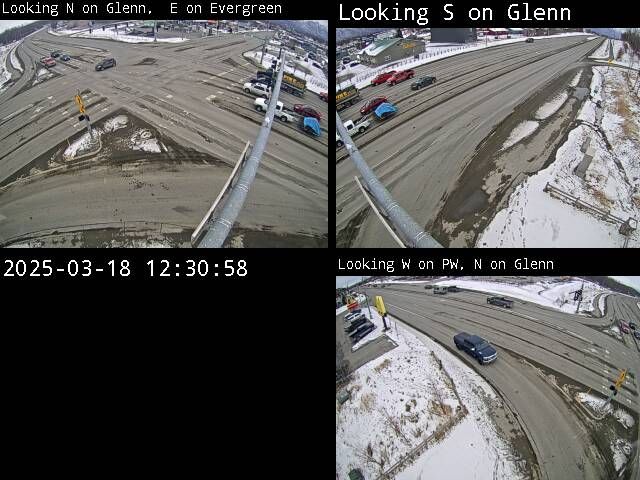 Looking N on Glenn,  E on Evergreen
Looking S on Glenn
2025-03-18 12:30:58
Looking W on PW, N on Glenn